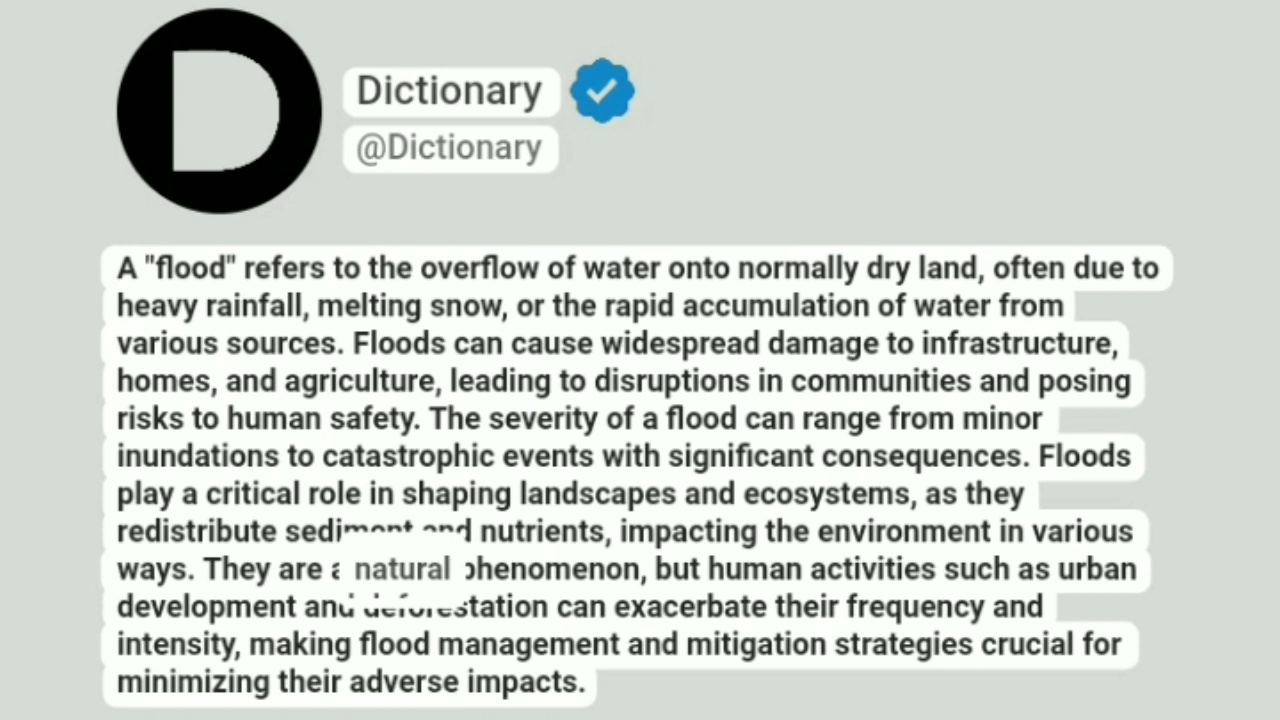 D
Dictionary
@Dictionary
A "flood" refers to the overflow of water onto normally dry land, often due to
heavy rainfall, melting snow, or the rapid accumulation of water from
various sources. Floods can cause widespread damage to infrastructure,
homes, and agriculture, leading to disruptions in communities and posing
risks to human safety. The severity of a flood can range from minor
inundations to catastrophic events with significant consequences. Floods
play a critical role in shaping landscapes and ecosystems, as they
redistribute sediment and nutrients, impacting the environment in various
ways. They are a natural phenomenon, but human activities such as urban
development and deforestation can exacerbate their frequency and
intensity, making flood management and mitigation strategies crucial for
minimizing their adverse impacts.